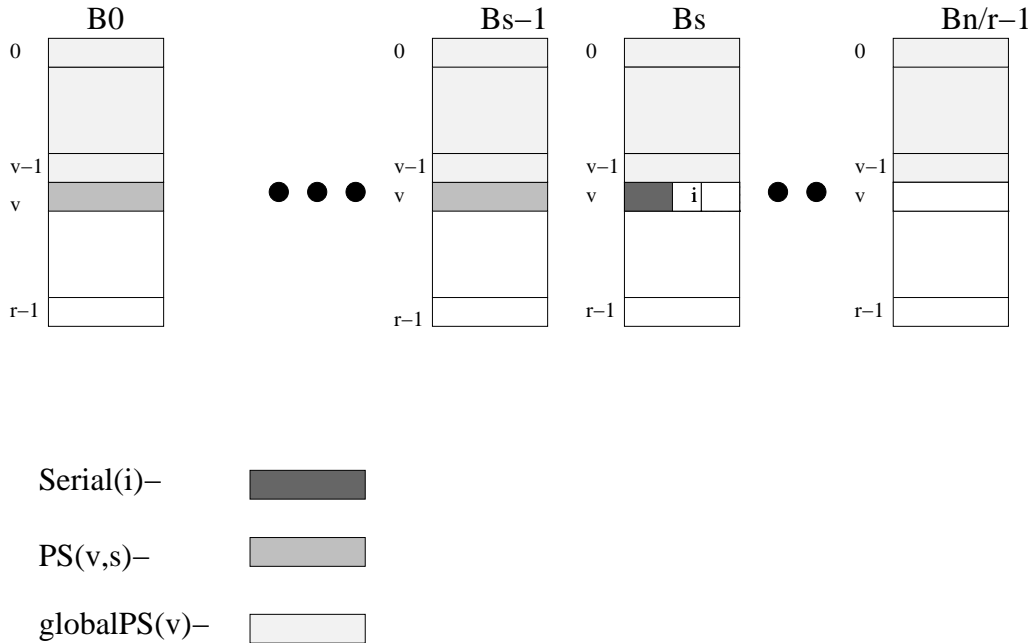 B0 Bs−1 Bs Bn/r−1
0 0 0 0
v−1 v−1 v−1 v−1
v v v i v
r−1 r−1 r−1 r−1
Serial(i)−
PS(v,s)−
globalPS(v)−